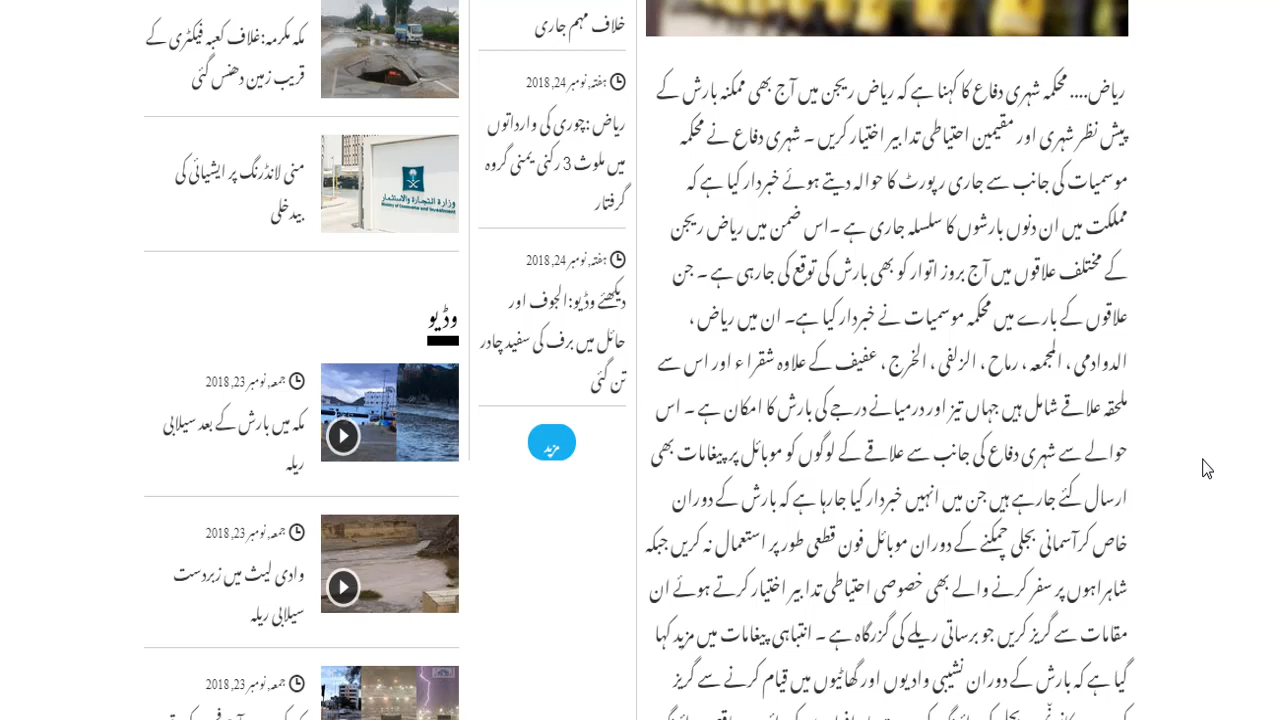 ریاض.... محکمہ شہری دفاع کا کہنا ہے کہ ریاض ریجن میں آج بھی ممکنہ بارش کے
پیش نظر شہری اور مقیمین احتیاطی تدابیر اختیار کریں ۔ شہری دفاع نے محکمہ
موسمیات کی جانب سے جاری رپورٹ کا حوالہ دیتے ہوئے خبردار کیا ہے کہ
مملکت میں ان دنوں بارشوں کا سلسلہ جاری ہے ۔اس ضمن میں ریاض ریجن
کے مختلف علاقوں میں آج بروز اتوار کو بھی بارش کی توقع کی جارہی ہے ۔ جن
علاقوں کے بارے میں محکمہ موسمیات نے خبردار کیا ہے۔ ان میں ریاض ،
الدوادمی ، المجمعہ ، رماح ، الزلفی ، الخرج ، عفیف کے علاوہ شقراء اور اس سے
ملحقہ علاقے شامل ہیں جہاں تیز اور درمیانے درجے کی بارش کا امکان ہے ۔ اس
حوالے سے شہری دفاع کی جانب سے علاقے کے لوگوں کو موبائل پر پیغامات بھی
ارسال کئے جارہے ہیں جن میں انہیں خبردار کیا جارہا ہے کہ بارش کے دوران
خاص کر آسمانی بجلی چمکنے کے دوران موبائل فون قطعی طور پر استعمال نہ کریں جبکہ
شاہراہوں پر سفر کرنے والے بھی خصوصی احتیاطی تدابیر اختیار کرتے ہوئے ان
مقامات سے گریز کریں جو برساتی ریلے کی گزرگاہ ہے ۔ انتباہی پیغامات میں مزید کہا
گیا ہے کہ بارش کے دوران نشیبی وادیوں اور گھاٹیوں میں قیام کرنے سے گریز
خلاف مہم جاری
ہفتہ, نومبر 24, 2018
ریاض :چوری کی وارداتوں
میں ملوث 3 رکنی یمنی گروہ
گرفتار
ہفتہ, نومبر 24, 2018
دیکھئے وڈیو:الجوف اور
حائل میں برف کی سفید چادر
تن گئی
مزید
مکہ مکرمہ:غلاف کعبہ فیکٹری کے
قریب زمین دھنس گئی
منی لانڈرنگ پر ایشیائی کی
بیدخلی
وزارة التجارة والاستثمار
Ministry of Commerce and Investment
وڈیو
جمعہ, نومبر 23, 2018
مکہ میں بارش کے بعد سیلابی
ریلہ
جمعہ, نومبر 23, 2018
وادی لیث میں زبردست
سیلابی ریلہ
جمعہ, نومبر 23, 2018